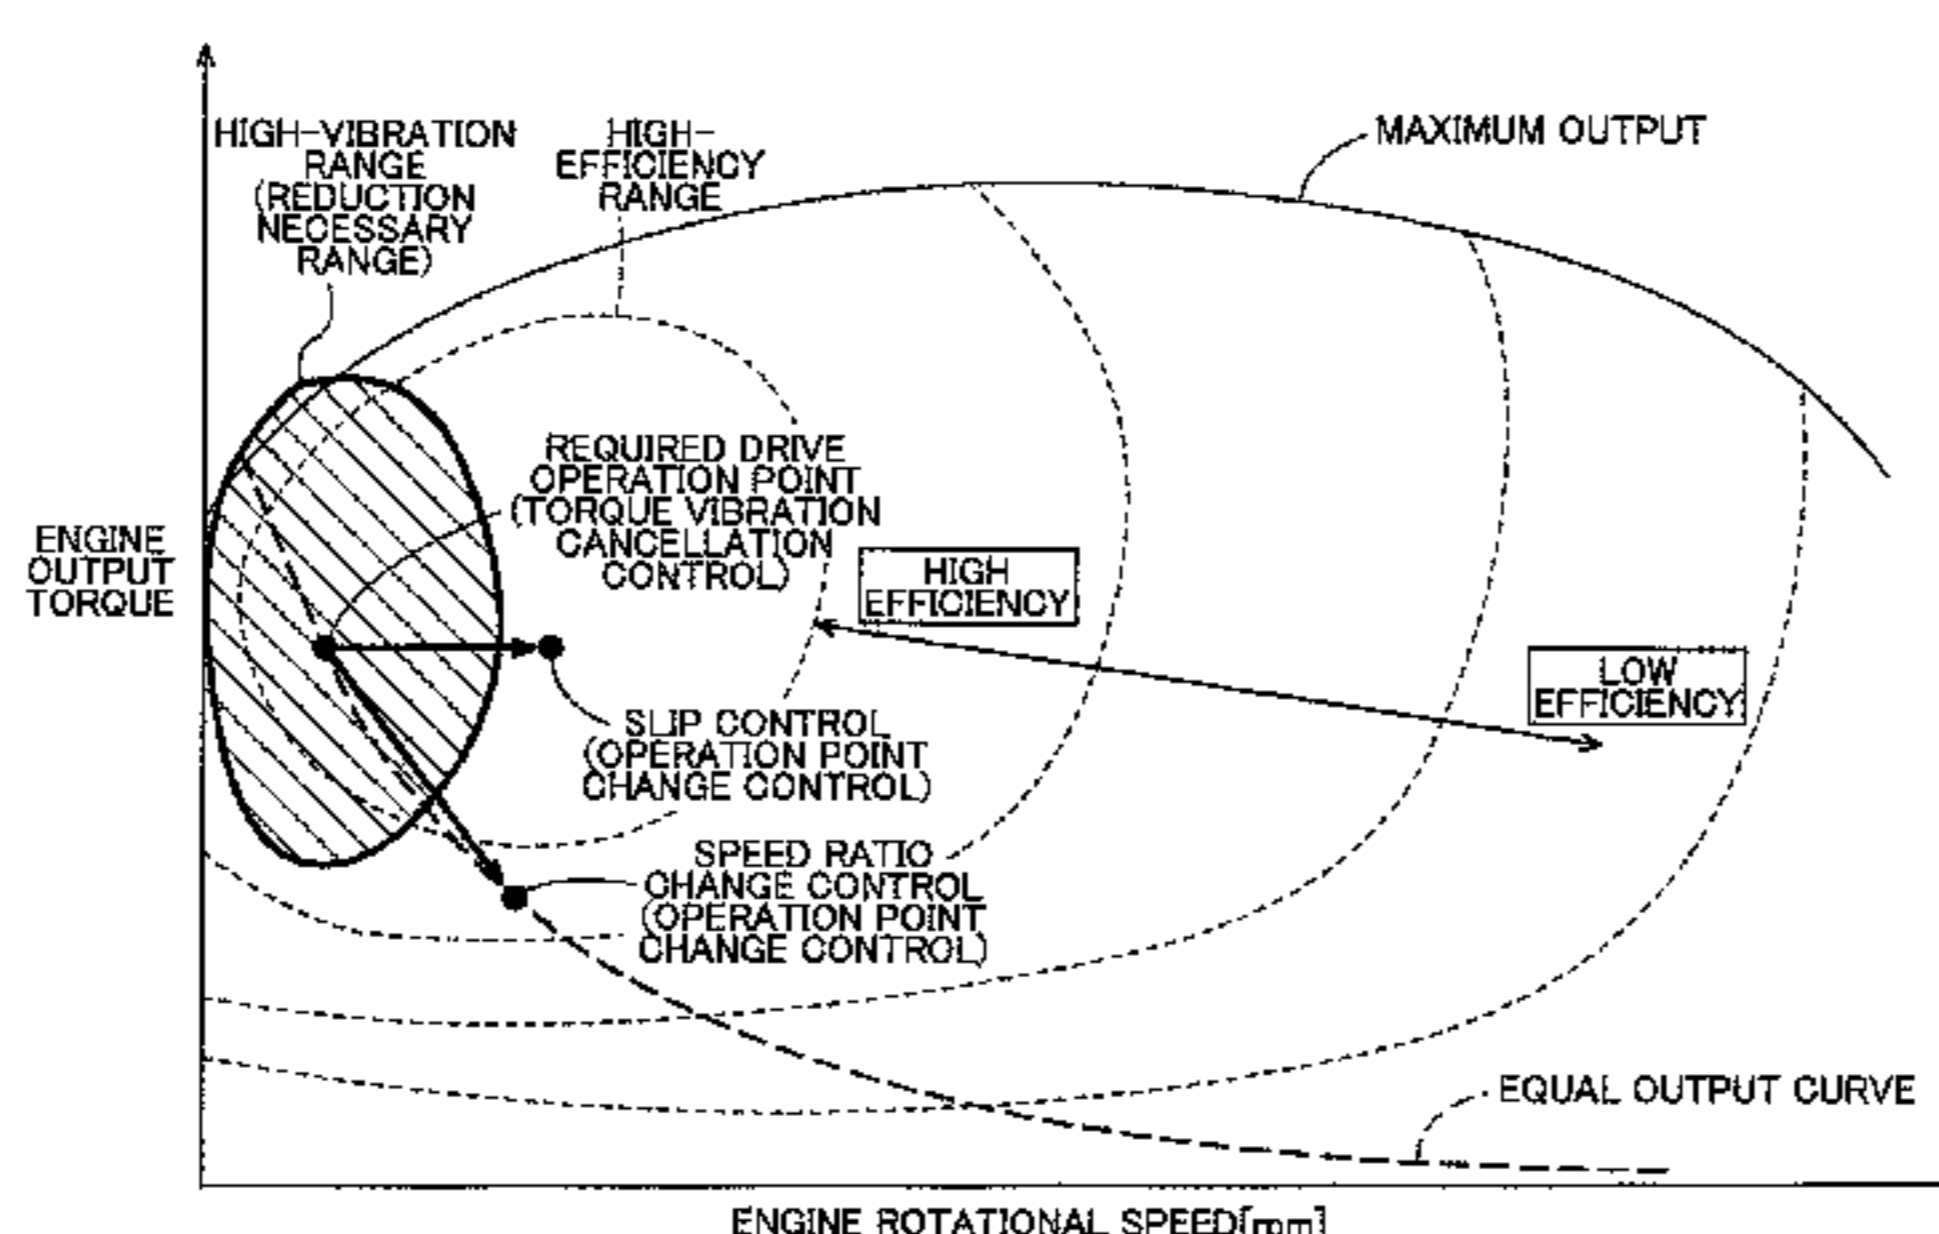 HIGH-VIBRATION
RANGE
(REDUCTION
NECESSARY
RANGE)
HIGH-
EFFICIENCY
RANGE
MAXIMUM OUTPUT
REQUIRED DRIVE
OPERATION POINT
(TORQUE VIBRATION
CANCELLATION
CONTROL)
ENGINE
OUTPUT
TORQUE
HIGH
EFFICIENCY
LOW
EFFICIENCY
SLIP CONTROL
(OPERATION POINT
CHANGE CONTROL)
SPEED RATIO
CHANGE CONTROL
(OPERATION POINT
CHANGE CONTROL)
EQUAL OUTPUT CURVE
ENGINE ROTATIONAL SPEED[rpm]